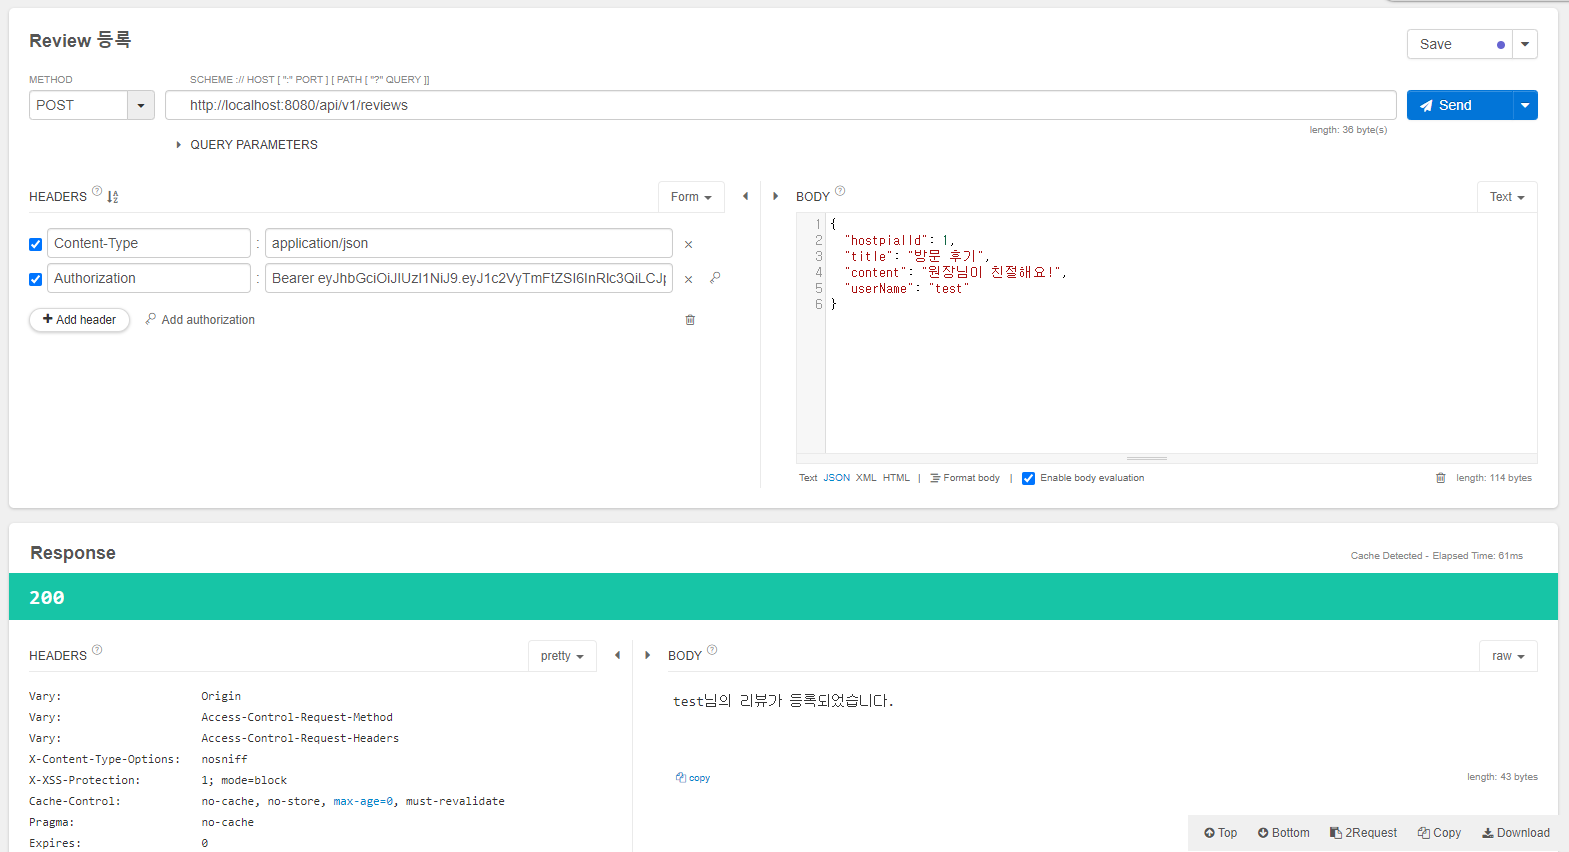 Review 등록
Save
METHOD
SCHEME :// HOST [ ":" PORT ] [ PATH [ "?" QUERY ]]
POST
http://localhost:8080/api/v1/reviews
Send
length: 36 byte(s)
QUERY PARAMETERS
HEADERS ? Form
BODY ? Text
Content-Type : application/json
Authorization : Bearer eyJhbGciOiJIUzI1NiJ9.eyJ1c2VyTmFtZSI6InRlc3QiLCJp
Add header Add authorization
1 {
2 "hostpialId": 1,
3 "title": "방문 후기",
4 "content": "원장님이 친절해요!",
5 "userName": "test"
6 }
Text JSON XML HTML | Format body | Enable body evaluation length: 114 bytes
Response
Cache Detected - Elapsed Time: 61ms
200
HEADERS ? pretty
BODY ? raw
Vary: Origin
Vary: Access-Control-Request-Method
Vary: Access-Control-Request-Headers
X-Content-Type-Options: nosniff
X-XSS-Protection: 1; mode=block
Cache-Control: no-cache, no-store, max-age=0, must-revalidate
Pragma: no-cache
Expires: 0
test님의 리뷰가 등록되었습니다.
copy length: 43 bytes
Top Bottom 2Request Copy Download